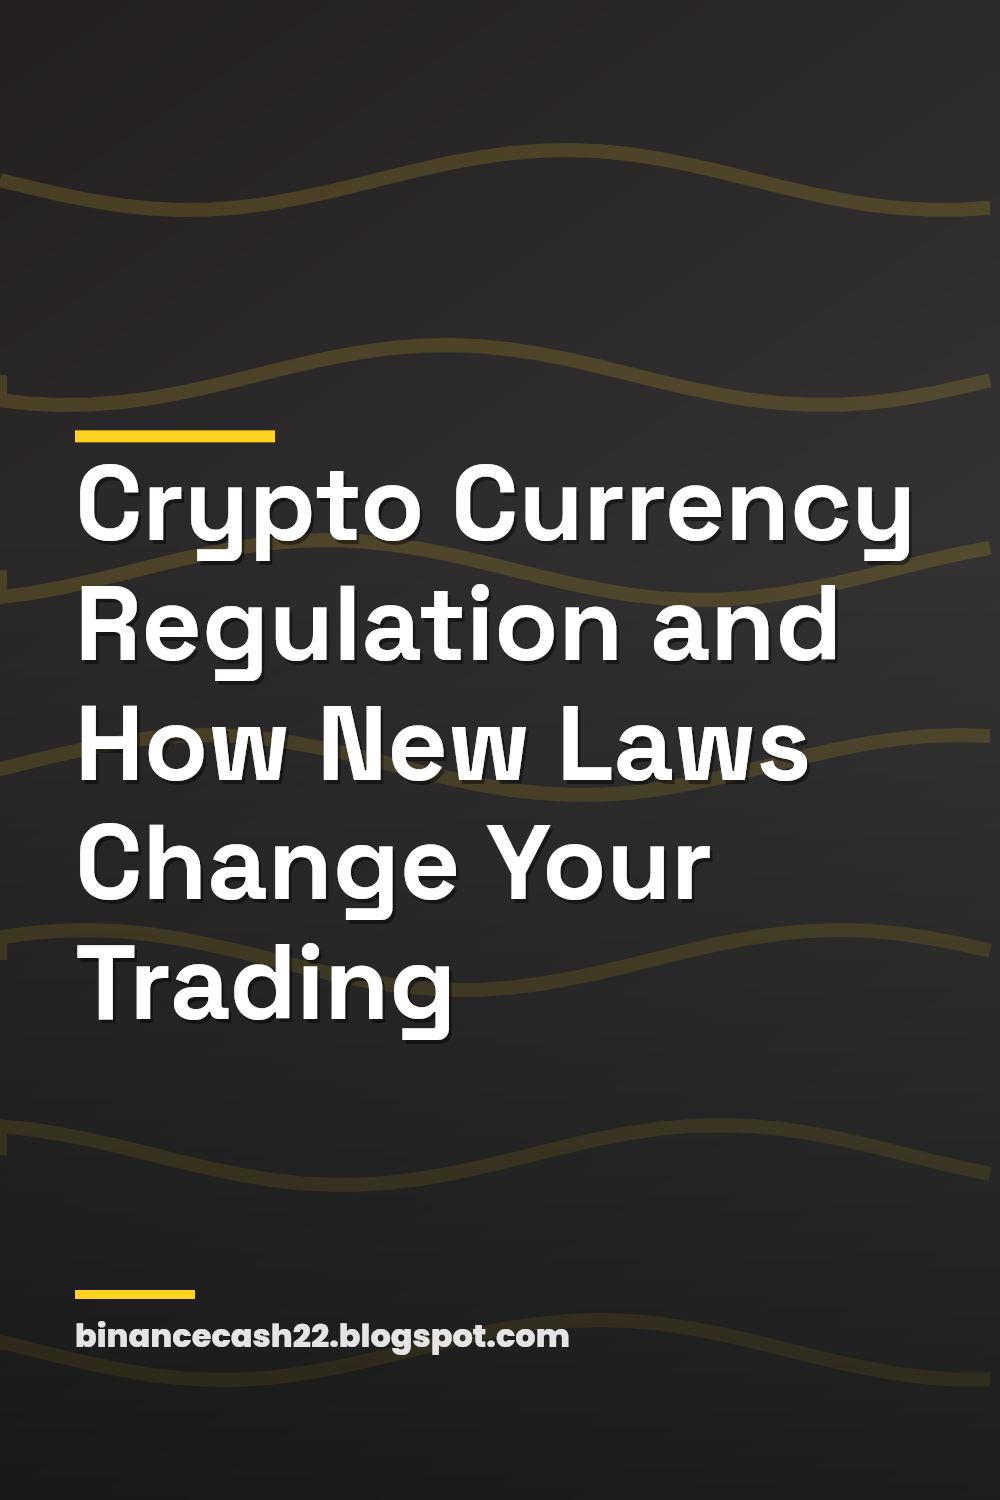 Crypto Currency
Regulation and
How New Laws
Change Your
Trading
binancecash22.blogspot.com